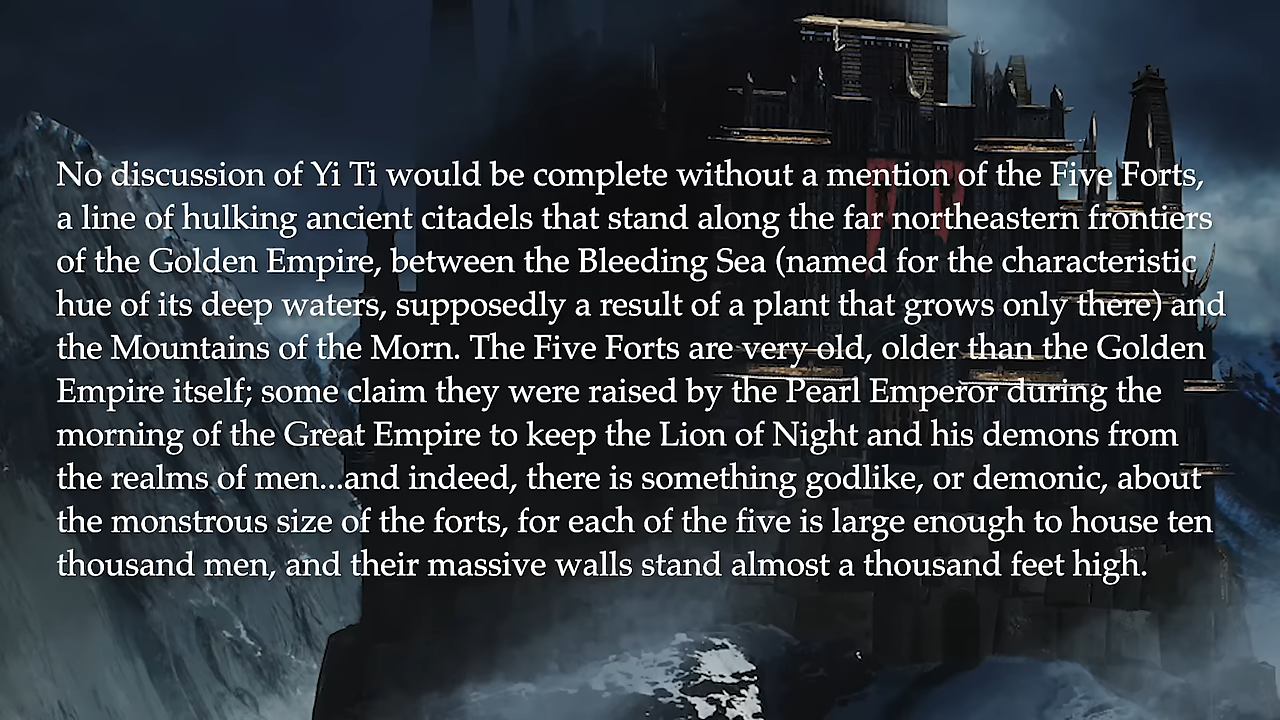 No discussion of Yi Ti would be complete without a mention of the Five Forts,
a line of hulking ancient citadels that stand along the far northeastern frontiers
of the Golden Empire, between the Bleeding Sea (named for the characteristic
hue of its deep waters, supposedly a result of a plant that grows only there) and
the Mountains of the Morn. The Five Forts are very old, older than the Golden
Empire itself; some claim they were raised by the Pearl Emperor during the
morning of the Great Empire to keep the Lion of Night and his demons from
the realms of men...and indeed, there is something godlike, or demonic, about
the monstrous size of the forts, for each of the five is large enough to house ten
thousand men, and their massive walls stand almost a thousand feet high.